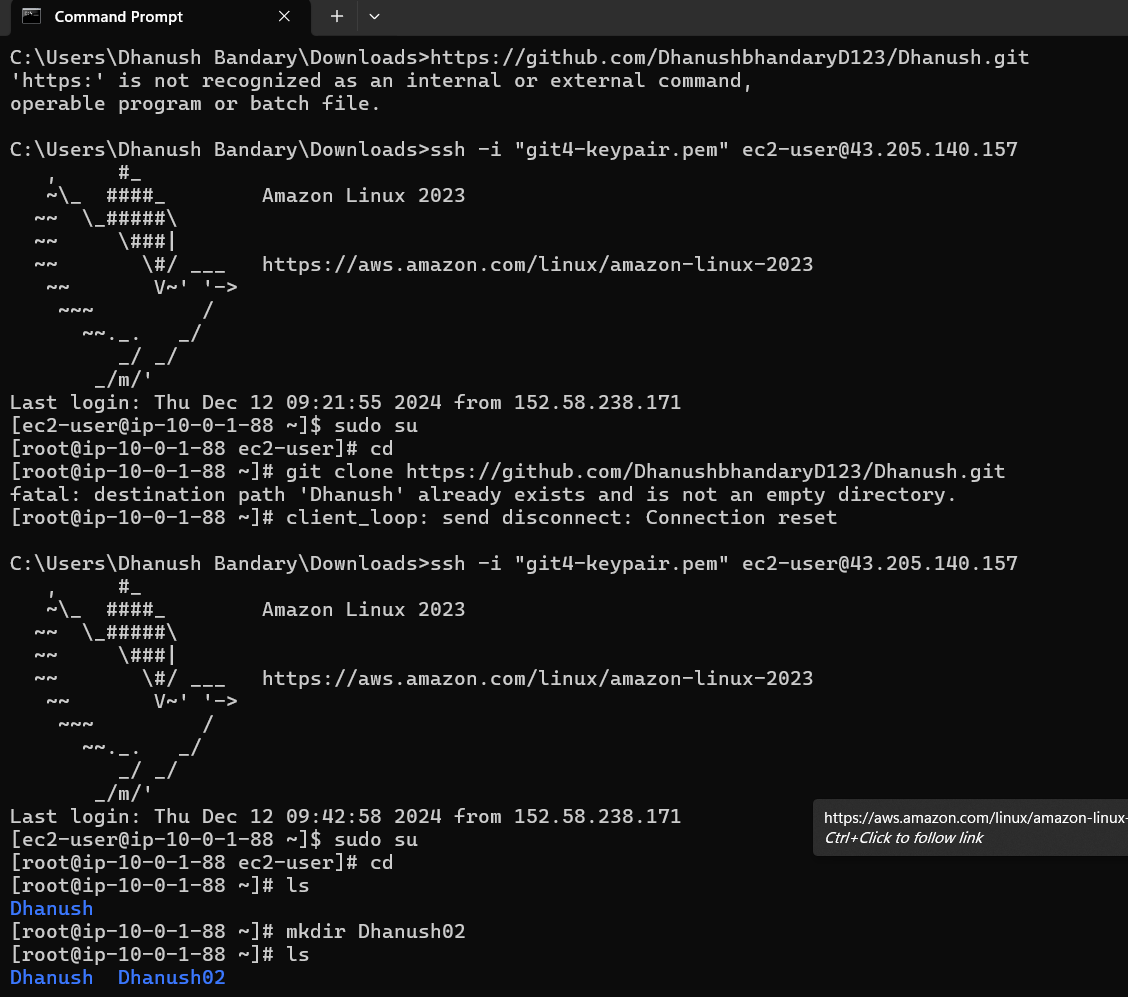 Command Prompt
C:\Users\Dhanush Bandary\Downloads>https://github.com/DhanushbhandaryD123/Dhanush.git
'https:' is not recognized as an internal or external command,
operable program or batch file.
C:\Users\Dhanush Bandary\Downloads>ssh -i "git4-keypair.pem" ec2-user@43.205.140.157
   ,     #_
   ~\_  ####_        Amazon Linux 2023
  ~~  \_#####\
  ~~     \###|
  ~~       \#/ ___   https://aws.amazon.com/linux/amazon-linux-2023
   ~~       V~' '->
    ~~~         /
      ~~._.   _/
         _/ _/
       _/m/'
Last login: Thu Dec 12 09:21:55 2024 from 152.58.238.171
[ec2-user@ip-10-0-1-88 ~]$ sudo su
[root@ip-10-0-1-88 ec2-user]# cd
[root@ip-10-0-1-88 ~]# git clone https://github.com/DhanushbhandaryD123/Dhanush.git
fatal: destination path 'Dhanush' already exists and is not an empty directory.
[root@ip-10-0-1-88 ~]# client_loop: send disconnect: Connection reset
C:\Users\Dhanush Bandary\Downloads>ssh -i "git4-keypair.pem" ec2-user@43.205.140.157
   ,     #_
   ~\_  ####_        Amazon Linux 2023
  ~~  \_#####\
  ~~     \###|
  ~~       \#/ ___   https://aws.amazon.com/linux/amazon-linux-2023
   ~~       V~' '->
    ~~~         /
      ~~._.   _/
         _/ _/
       _/m/'
Last login: Thu Dec 12 09:42:58 2024 from 152.58.238.171
https://aws.amazon.com/linux/amazon-linux-
Ctrl+Click to follow link
[ec2-user@ip-10-0-1-88 ~]$ sudo su
[root@ip-10-0-1-88 ec2-user]# cd
[root@ip-10-0-1-88 ~]# ls
Dhanush
[root@ip-10-0-1-88 ~]# mkdir Dhanush02
[root@ip-10-0-1-88 ~]# ls
Dhanush  Dhanush02